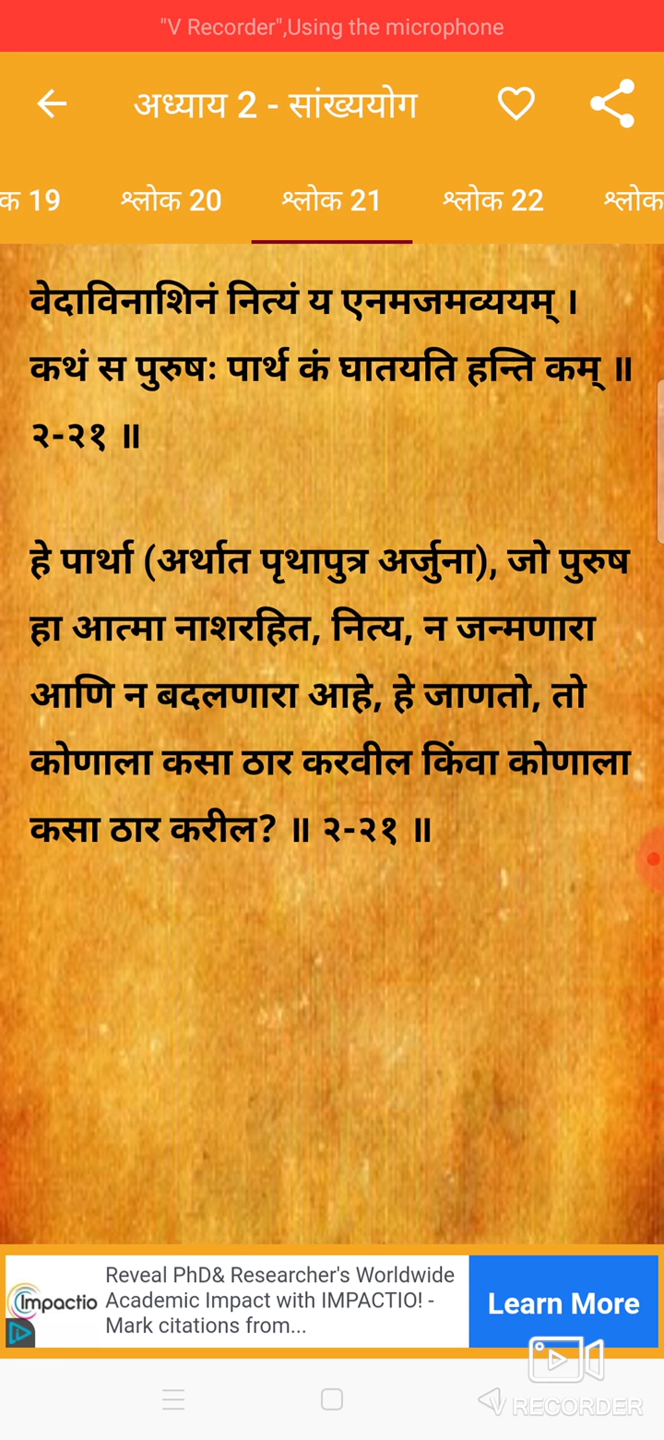 "V Recorder",Using the microphone
अध्याय 2 - सांख्ययोग
क 19 श्लोक 20 श्लोक 21 श्लोक 22 श्लोक
वेदाविनाशिनं नित्यं य एनमजमव्ययम् ।
कथं स पुरुषः पार्थ कं घातयति हन्ति कम् ॥
२-२१ ॥
हे पार्था (अर्थात पृथापुत्र अर्जुना), जो पुरुष
हा आत्मा नाशरहित, नित्य, न जन्मणारा
आणि न बदलणारा आहे, हे जाणतो, तो
कोणाला कसा ठार करवील किंवा कोणाला
कसा ठार करील? ॥ २-२१ ॥
Impactio
Reveal PhD& Researcher's Worldwide
Academic Impact with IMPACTIO! -
Mark citations from...
Learn More
V RECORDER